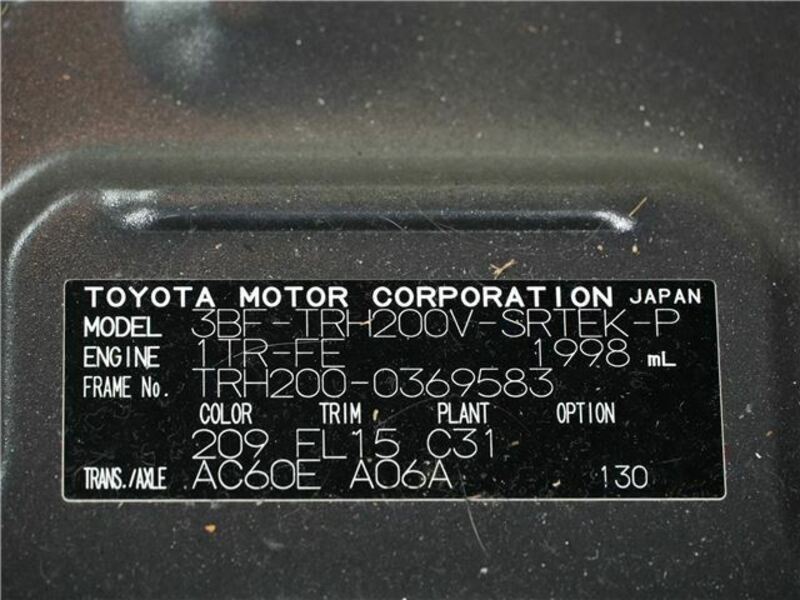 TOYOTA MOTOR CORPORATION JAPAN
MODEL 3BF-TRH200V-SRTEK-P
ENGINE 1TR-FE 1998 mL
FRAME No. TRH200-0369583
COLOR TRIM PLANT OPTION
209 FL15 C31
TRANS./AXLE AC60E A06A 130